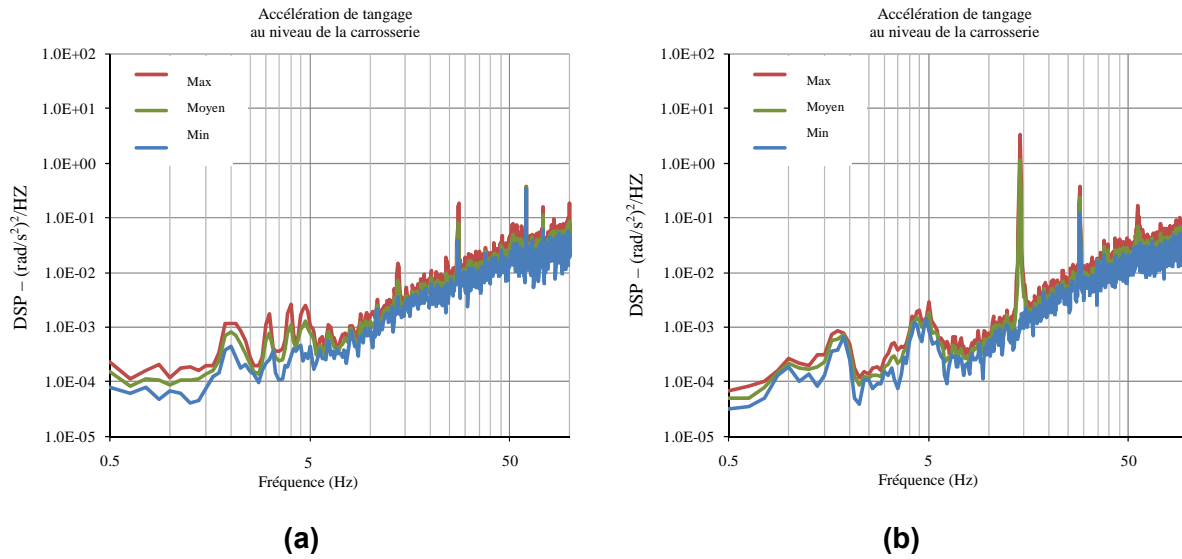 Accélération de tangage
au niveau de la carrosserie
1.0E+02
1.0E+01
1.0E+00
1.0E-01
1.0E-02
1.0E-03
1.0E-04
1.0E-05
DSP – (rad/s²)²/HZ
Max
Moyen
Min
0.5
5
50
Fréquence (Hz)
(a)
Accélération de tangage
au niveau de la carrosserie
1.0E+02
1.0E+01
1.0E+00
1.0E-01
1.0E-02
1.0E-03
1.0E-04
1.0E-05
DSP – (rad/s²)²/HZ
Max
Moyen
Min
0.5
5
50
Fréquence (Hz)
(b)